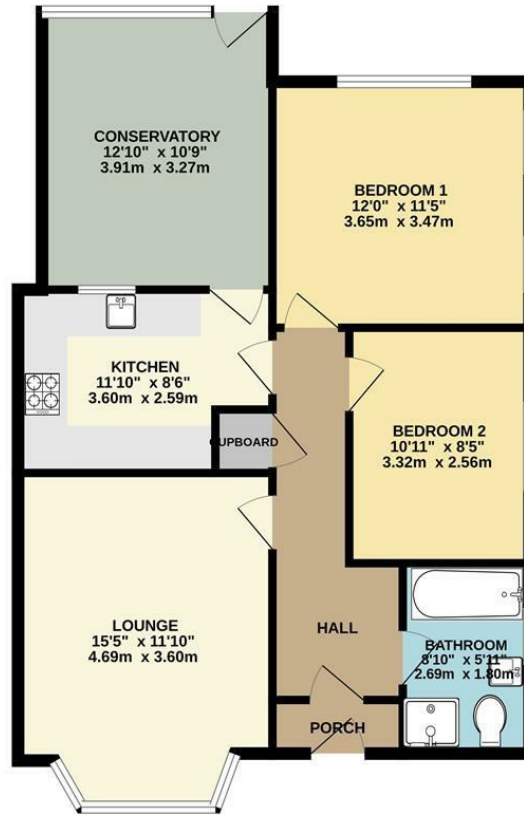 CONSERVATORY
12'10" x 10'9"
3.91m x 3.27m
BEDROOM 1
12'0" x 11'5"
3.65m x 3.47m
KITCHEN
11'10" x 8'6"
3.60m x 2.59m
CUPBOARD
BEDROOM 2
10'11" x 8'5"
3.32m x 2.56m
LOUNGE
15'5" x 11'10"
4.69m x 3.60m
HALL
BATHROOM
8'10" x 5'11"
2.69m x 1.80m
PORCH